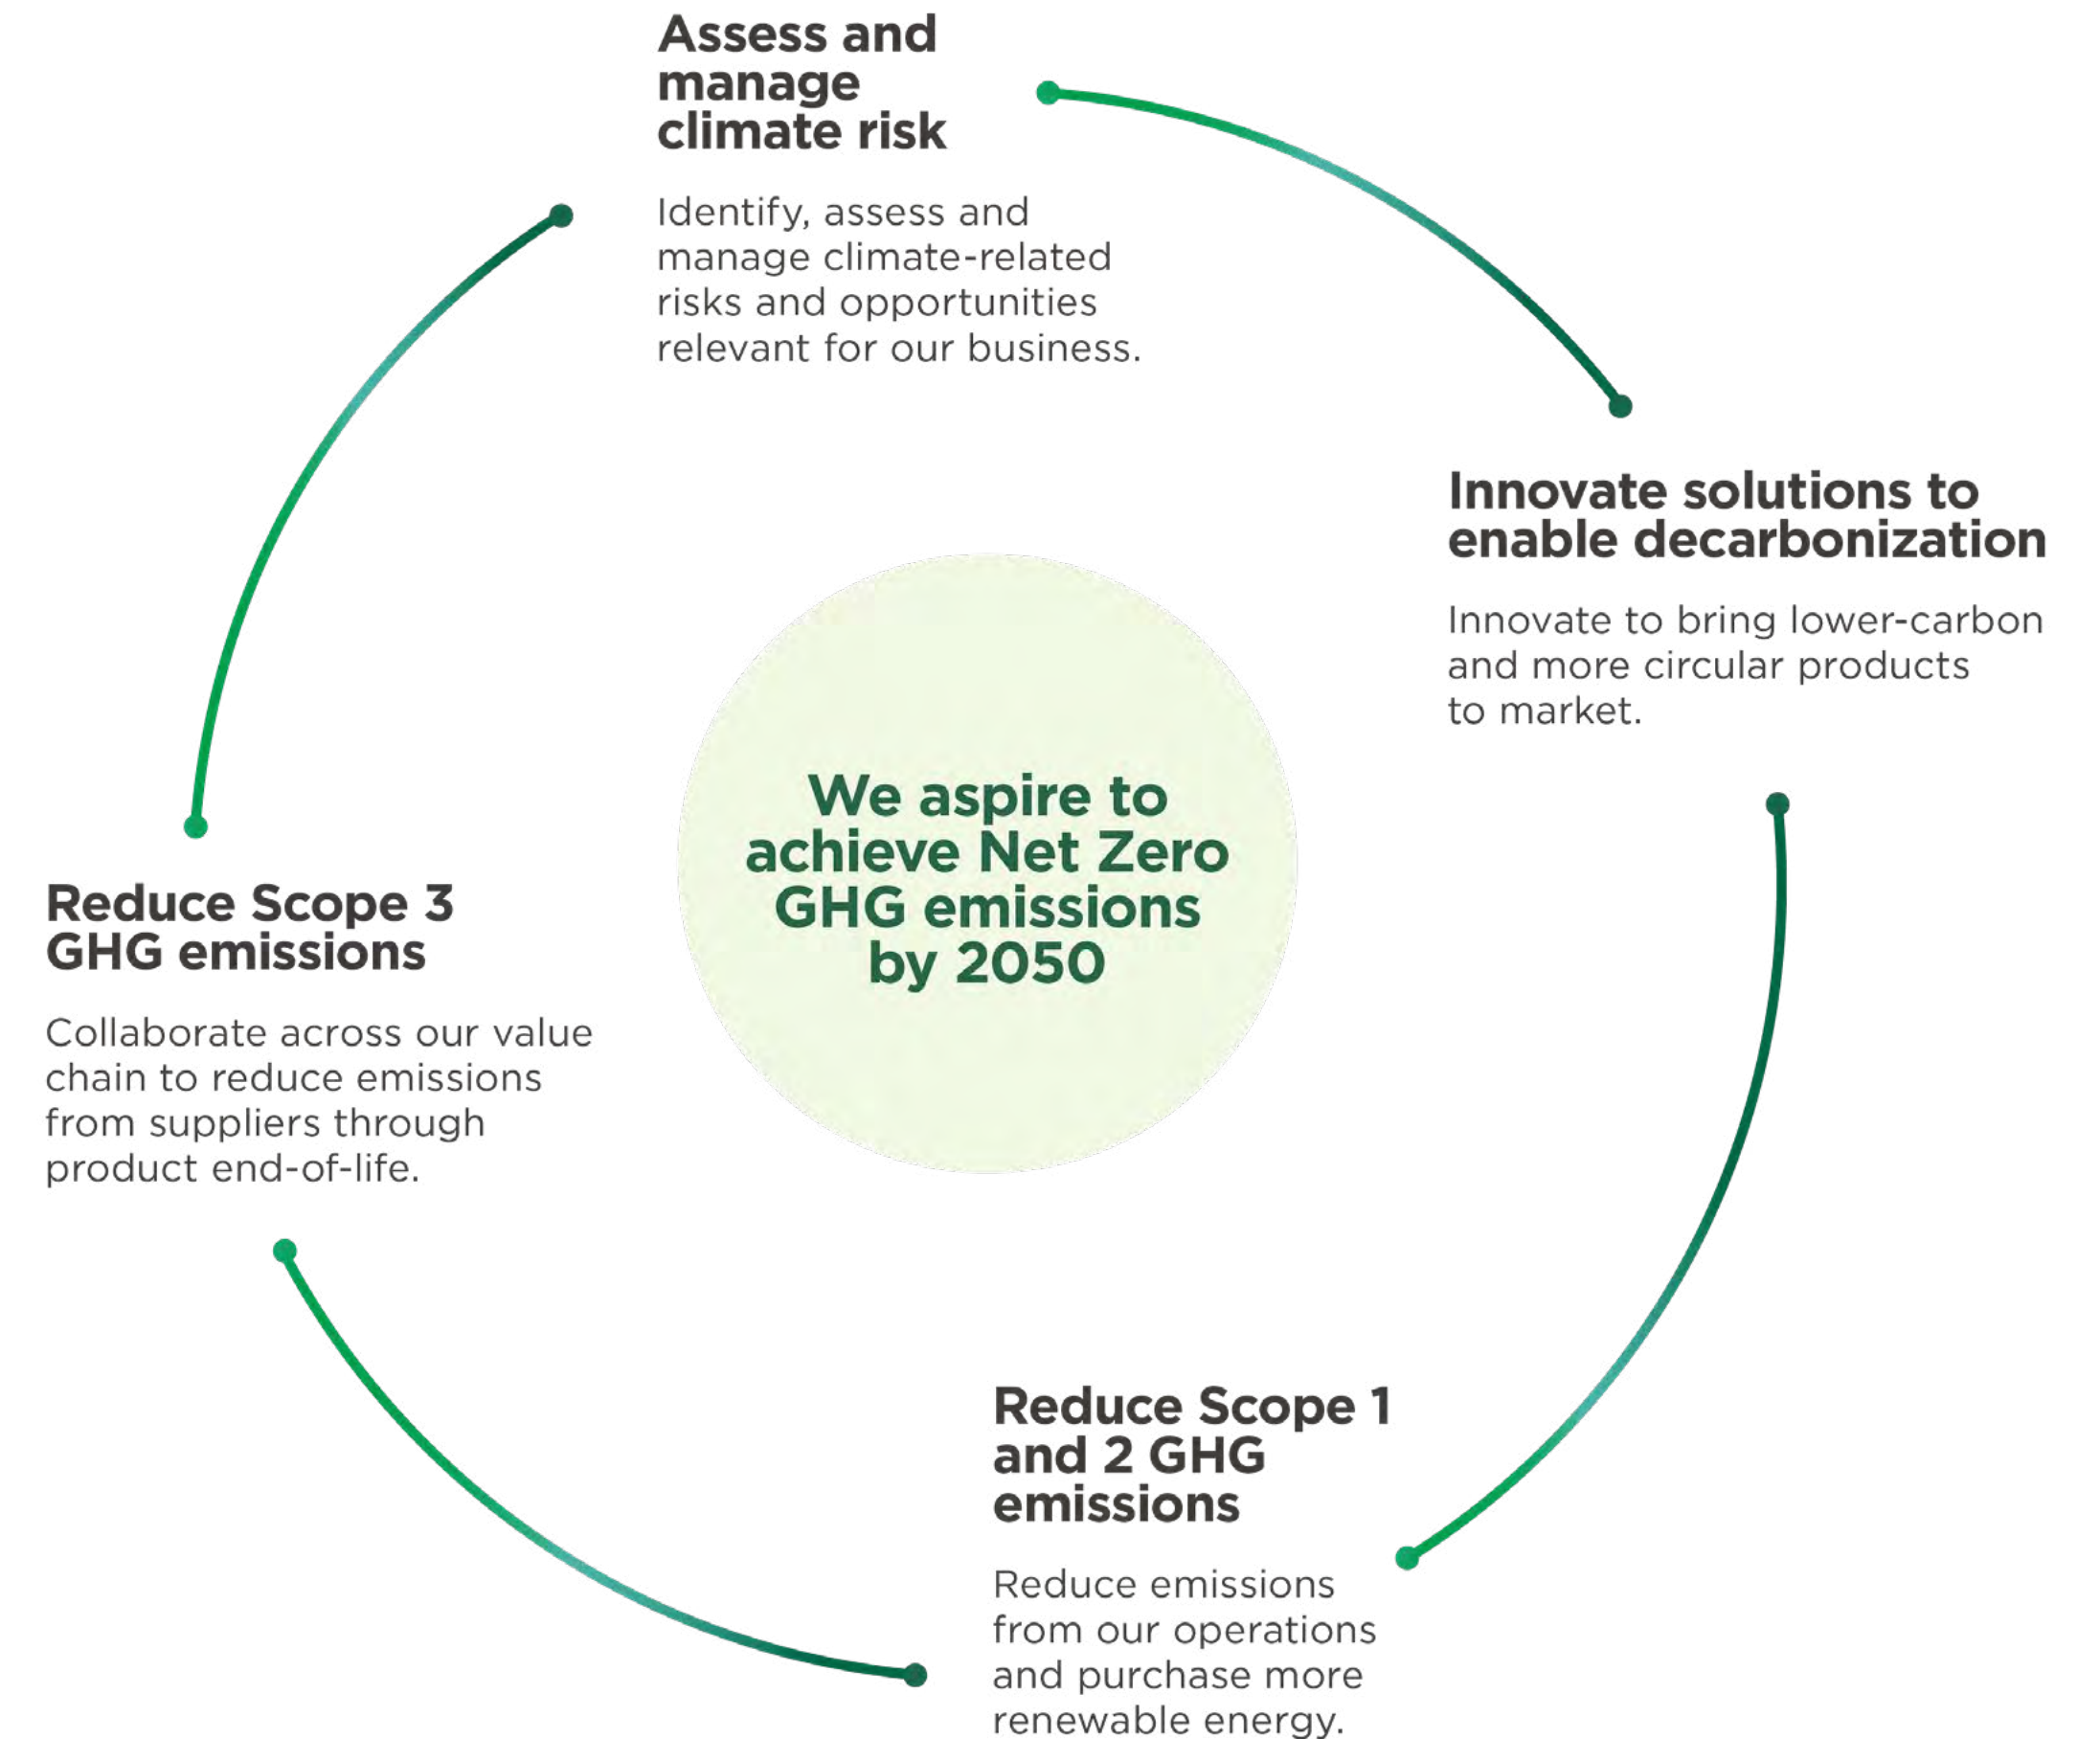 Assess and
manage
climate risk
Identify, assess and
manage climate-related
risks and opportunities
relevant for our business.
Innovate solutions to
enable decarbonization
Innovate to bring lower-carbon
and more circular products
to market.
We aspire to
achieve Net Zero
GHG emissions
by 2050
Reduce Scope 3
GHG emissions
Collaborate across our value
chain to reduce emissions
from suppliers through
product end-of-life.
Reduce Scope 1
and 2 GHG
emissions
Reduce emissions
from our operations
and purchase more
renewable energy.